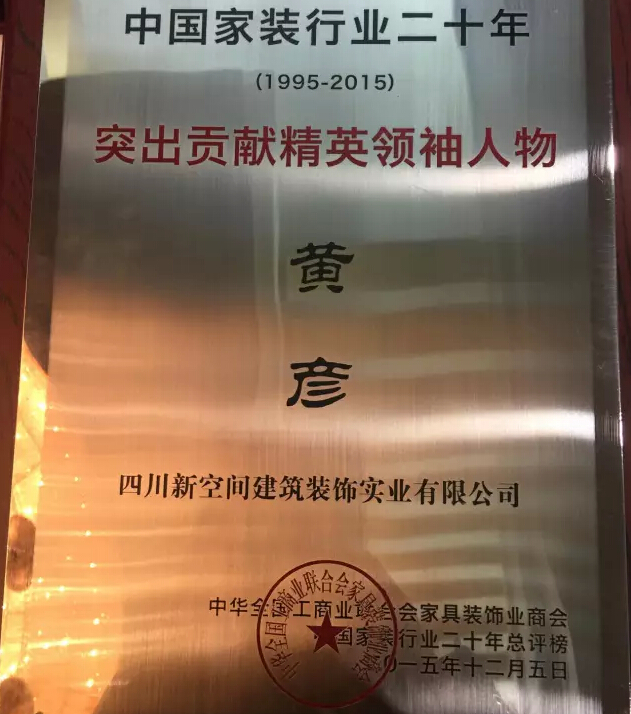 中国家装行业二十年
(1995-2015)
突出贡献精英领袖人物
黄
彦
四川新空间建筑装饰实业有限公司
中华全 工商业 合会家具装饰业商会
国家装行业二十年总评榜
一五年十二月五日